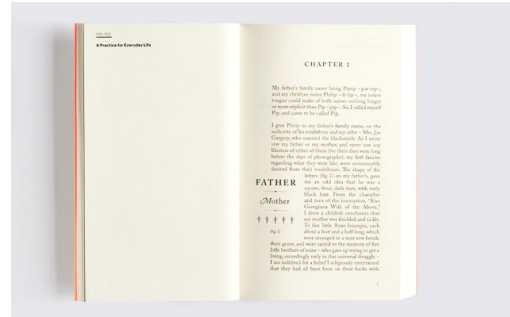 A Practice for Everyday Life
CHAPTER I
My father's family name being Pirrip ~par-rip~,
and my christian name Philip ~fi-lip~, my infant
tongue could make of both names nothing longer
or more explicit than Pip ~pip~. So, I called myself
Pip, and came to be called Pip.
I give Pirrip as my father's family name, on the
authority of his tombstone and my sister – Mrs Joe
Gargery, who married the blacksmith. As I never
saw my father or my mother, and never saw any
likeness of either of them (for their days were long
before the days of photographs), my first fancies
regarding what they were like, were unreasonably
derived from their tombstones. The shape of the
letters (fig.1) on my father's, gave
me an odd idea that he was a
square, stout, dark man, with curly
black hair. From the character
and turn of the inscription, "Also
Georgiana Wife of the Above,"
I drew a childish conclusion that
my mother was freckled and sickly.
To five little stone lozenges, each
about a foot and a half long, which
were arranged in a neat row beside
FATHER
Mother
their grave, and were sacred to the memory of five
little brothers of mine – who gave up trying to get a
living, exceedingly early in that universal struggle –
I am indebted for a belief I religiously entertained
that they had all been born on their backs with